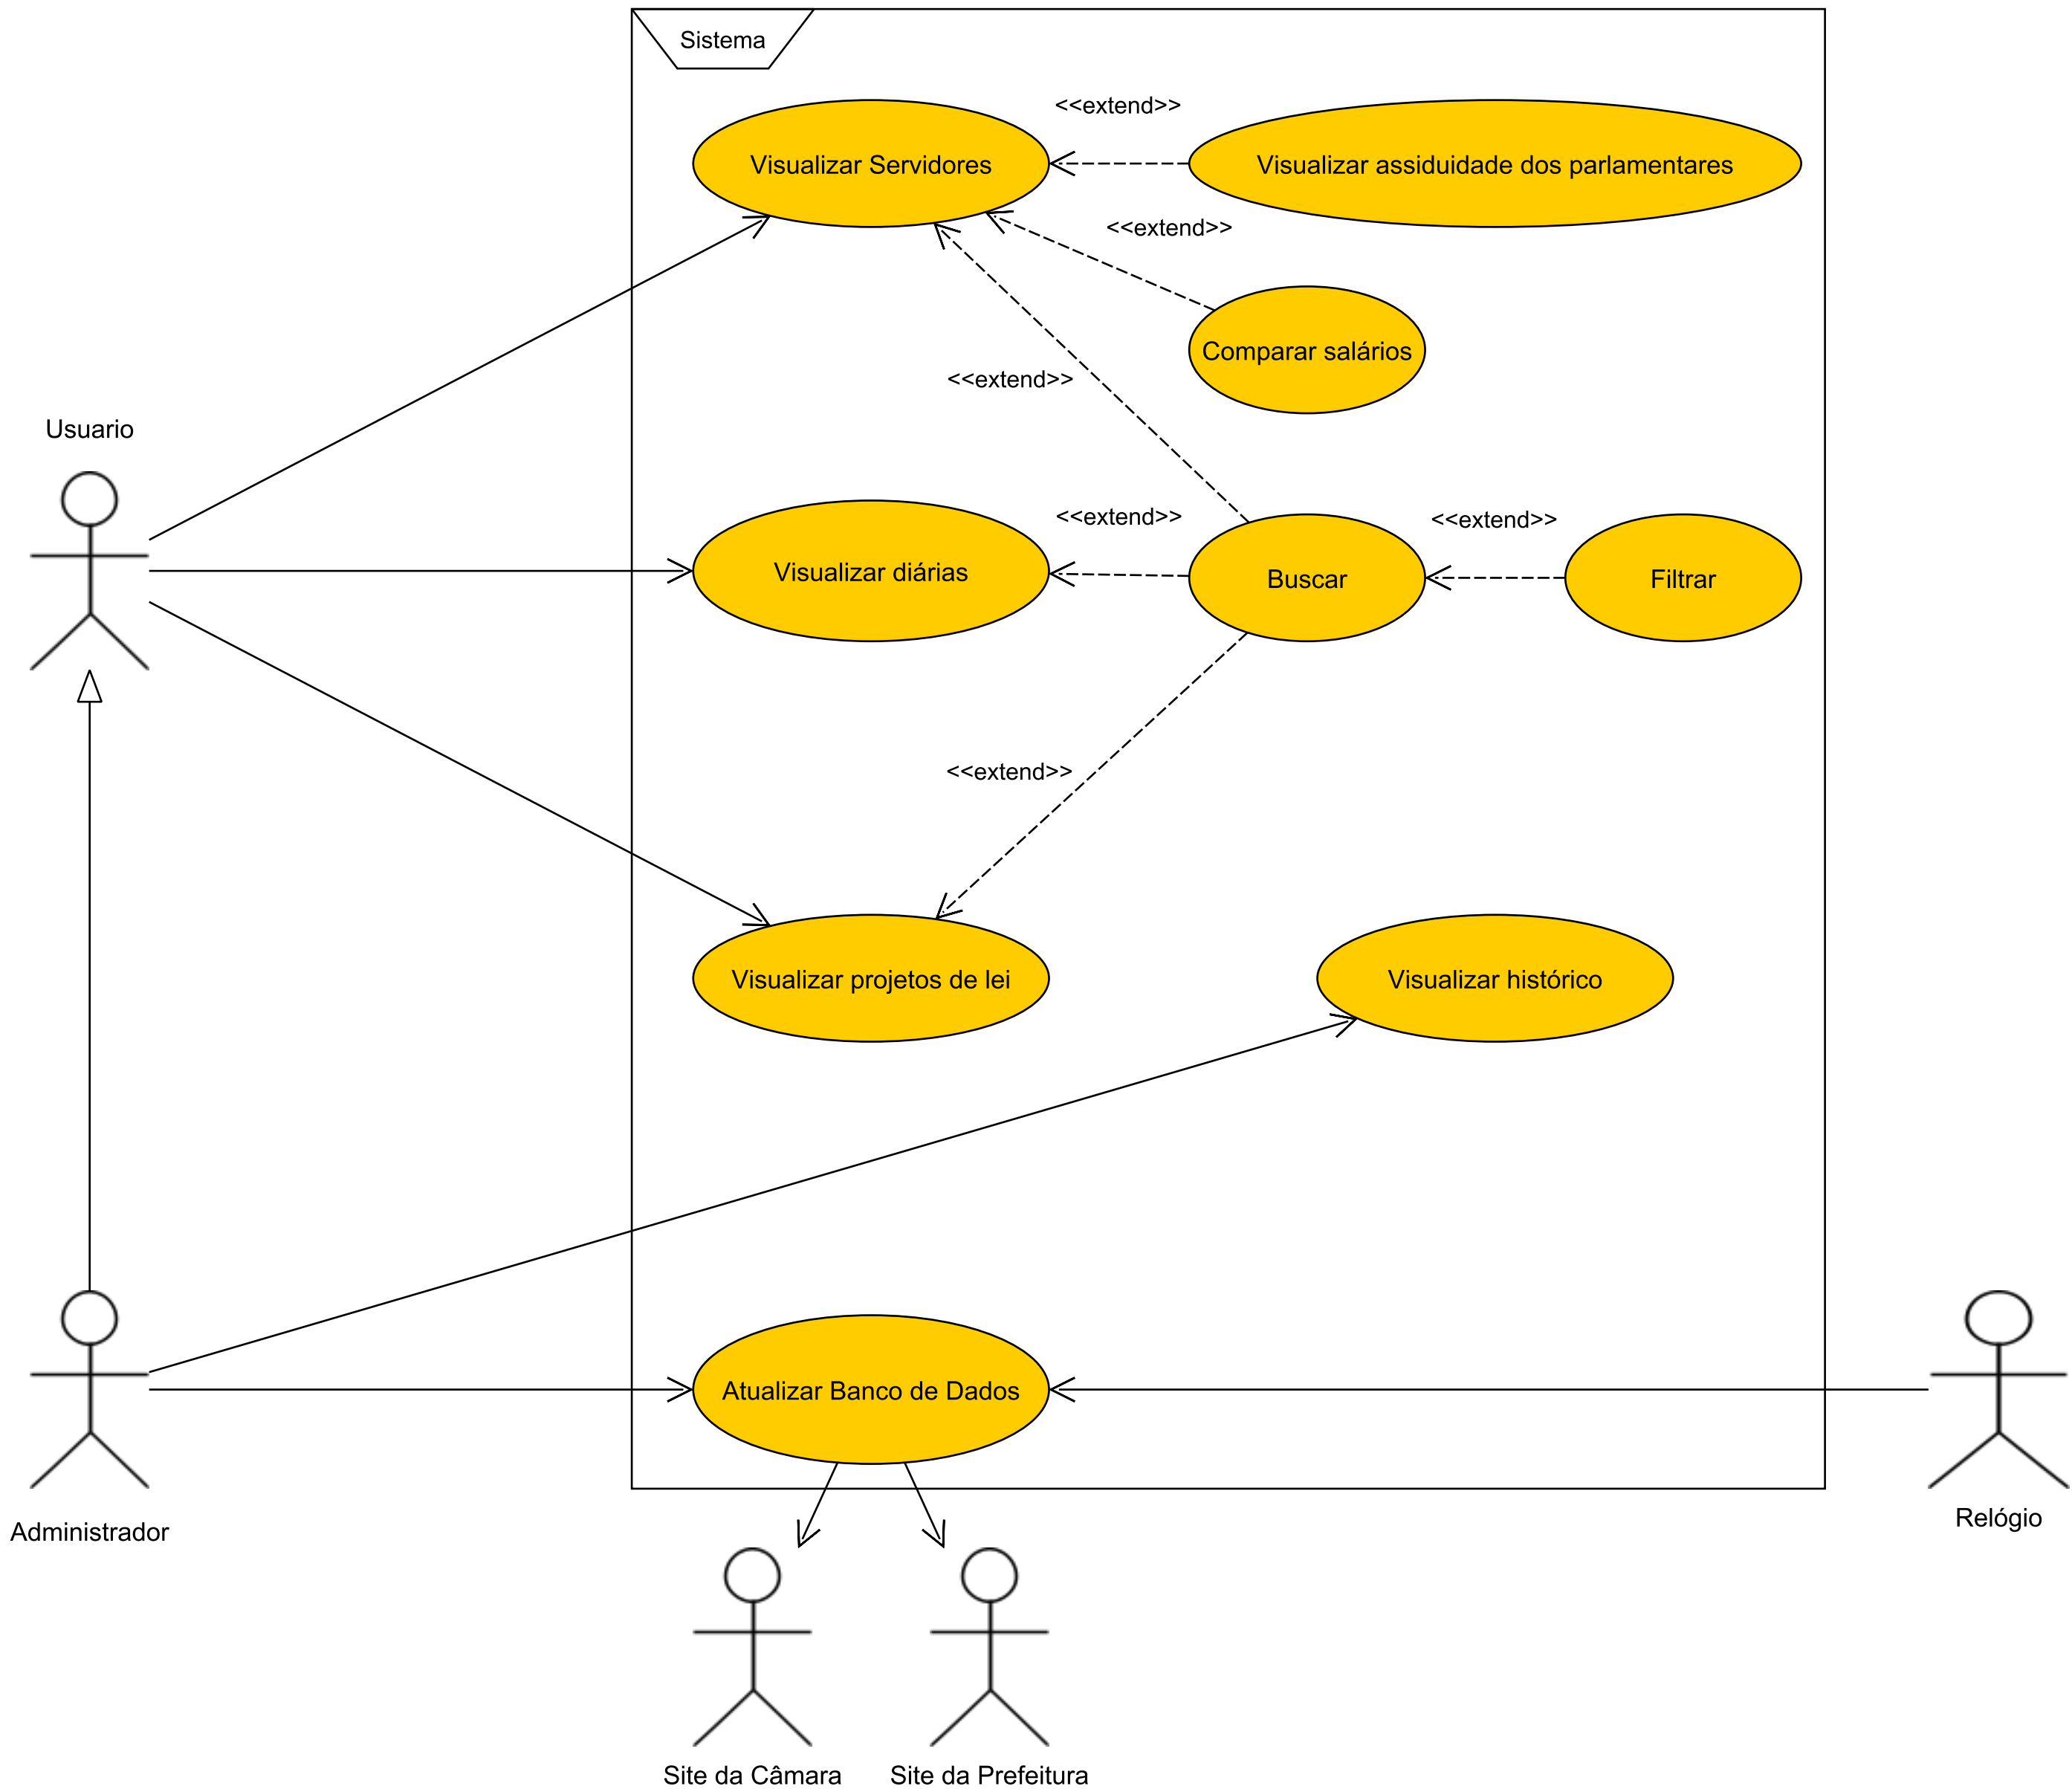 Sistema
<<extend>>
Visualizar Servidores
Visualizar assiduidade dos parlamentares
<<extend>>
Comparar salários
<<extend>>
Usuario
<<extend>>
<<extend>>
Visualizar diárias
Buscar
Filtrar
<<extend>>
Visualizar projetos de lei
Visualizar histórico
Atualizar Banco de Dados
Administrador
Relógio
Site da Câmara
Site da Prefeitura